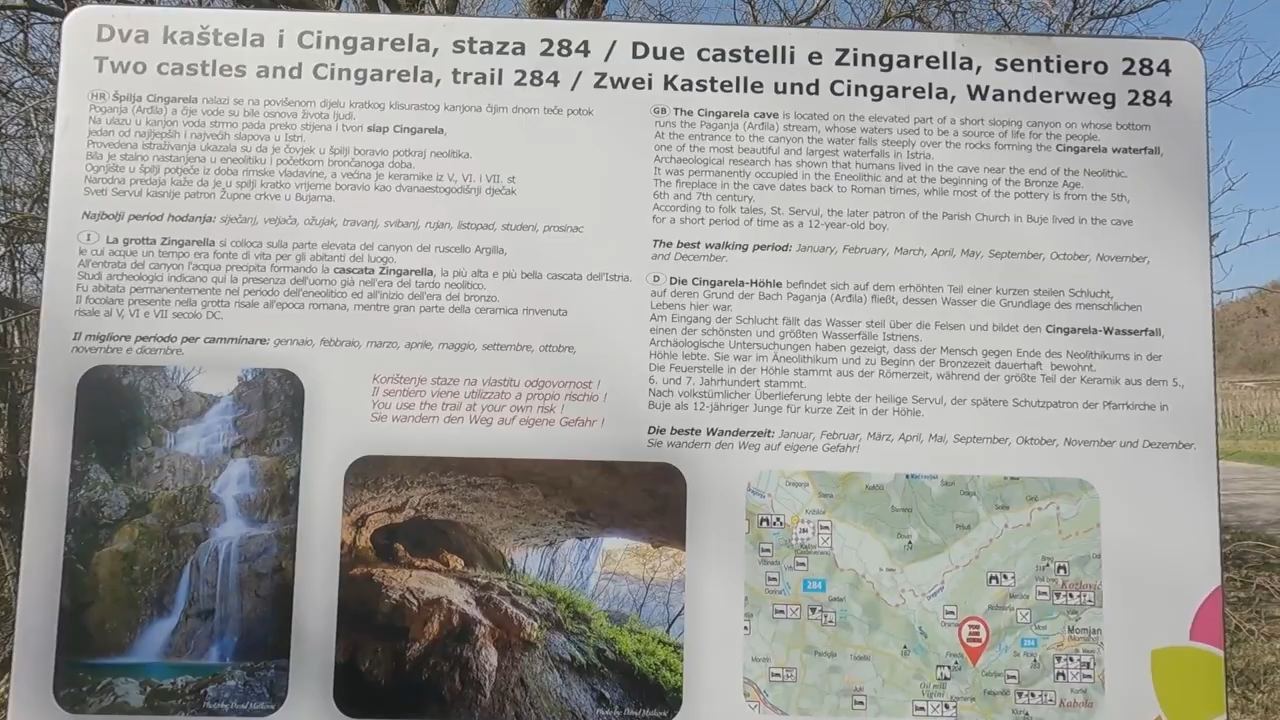 Dva kaštela i Cingarela, staza 284 / Due castelli e Zingarella, sentiero 284
Two castles and Cingarela, trail 284 / Zwei Kastelle und Cingarela, Wanderweg 284
HR Špilja Cingarela nalazi se na povišenom dijelu kratkog klisurastog kanjona čijim dnom teče potok
Poganja (Arđila) a čije vode su bile osnova života ljudi.
Na ulazu u kanjon voda strmo pada preko stijena i tvori slap Cingarela,
jedan od najljepših i najvećih slapova u Istri.
Provedena istraživanja ukazala su da je čovjek u špilji boravio potkraj neolitika.
Bila je stalno nastanjena u eneolitiku i početkom brončanoga doba.
Ognjište u špilji potječe iz doba rimske vladavine, a većina je keramike iz V., VI. i VII. st
Narodna predaja kaže da je u spilji kratko vrijeme boravio kao dvanaestogodišnji dječak
Sveti Servul kasnije patron Župne crkve u Bujama.
Najbolji period hodanja: siječanj, veljača, ožujak, travanj, svibanj, rujan, listopad, studeni, prosinac
I La grotta Zingarella si colloca sulla parte elevata del canyon del ruscello Argilla,
le cui acque un tempo era fonte di vita per gli abitanti del luogo.
All'entrata del canyon l'acqua precipita formando la cascata Zingarella, la più alta e più bella cascata dell'Istria.
Studi archeologici indicano qui la presenza dell'uomo già nell'era del tardo neolitico.
Fu abitata permanentemente nel periodo dell'eneolitico ed all'inizio dell'era del bronzo.
Il focolare presente nella grotta risale all'epoca romana, mentre gran parte della ceramica rinvenuta
risale al V, VI e VII secolo DC.
Il migliore periodo per camminare: gennaio, febbraio, marzo, aprile, maggio, settembre, ottobre,
novembre e dicembre.
Korištenje staze na vlastitu odgovornost !
Il sentiero viene utilizzato a propio rischio !
You use the trail at your own risk !
Sie wandern den Weg auf eigene Gefahr !
GB The Cingarela cave is located on the elevated part of a short sloping canyon on whose bottom
runs the Paganja (Arđila) stream, whose waters used to be a source of life for the people.
At the entrance to the canyon the water falls steeply over the rocks forming the Cingarela waterfall,
one of the most beautiful and largest waterfalls in Istria.
Archaeological research has shown that humans lived in the cave near the end of the Neolithic.
It was permanently occupied in the Eneolithic and at the beginning of the Bronze Age.
The fireplace in the cave dates back to Roman times, while most of the pottery is from the 5th,
6th and 7th century.
According to folk tales, St. Servul, the later patron of the Parish Church in Buje lived in the cave
for a short period of time as a 12-year-old boy.
The best walking period: January, February, March, April, May, September, October, November,
and December.
D Die Cingarela-Höhle befindet sich auf dem erhöhten Teil einer kurzen steilen Schlucht,
auf deren Grund der Bach Paganja (Arđila) fließt, dessen Wasser die Grundlage des menschlichen
Lebens hier war.
Am Eingang der Schlucht fällt das Wasser steil über die Felsen und bildet den Cingarela-Wasserfall,
einen der schönsten und größten Wasserfälle Istriens.
Archäologische Untersuchungen haben gezeigt, dass der Mensch gegen Ende des Neolithikums in der
Höhle lebte. Sie war im Äneolithikum und zu Beginn der Bronzezeit dauerhaft bewohnt.
Die Feuerstelle in der Höhle stammt aus der Römerzeit, während der größte Teil der Keramik aus dem 5.,
6. und 7. Jahrhundert stammt.
Nach volkstümlicher Überlieferung lebte der heilige Servul, der spätere Schutzpatron der Pfarrkirche in
Buje als 12-jähriger Junge für kurze Zeit in der Höhle.
Die beste Wanderzeit: Januar, Februar, März, April, Mai, September, Oktober, November und Dezember.
Sie wandern den Weg auf eigene Gefahr!
Photo by: David Matković
Photo by: David Matković
Dragonja
Križišće
284
284
YOU
ARE
HERE
284
Kozlović
Momjan
Oil mill
Vigini
Kabola